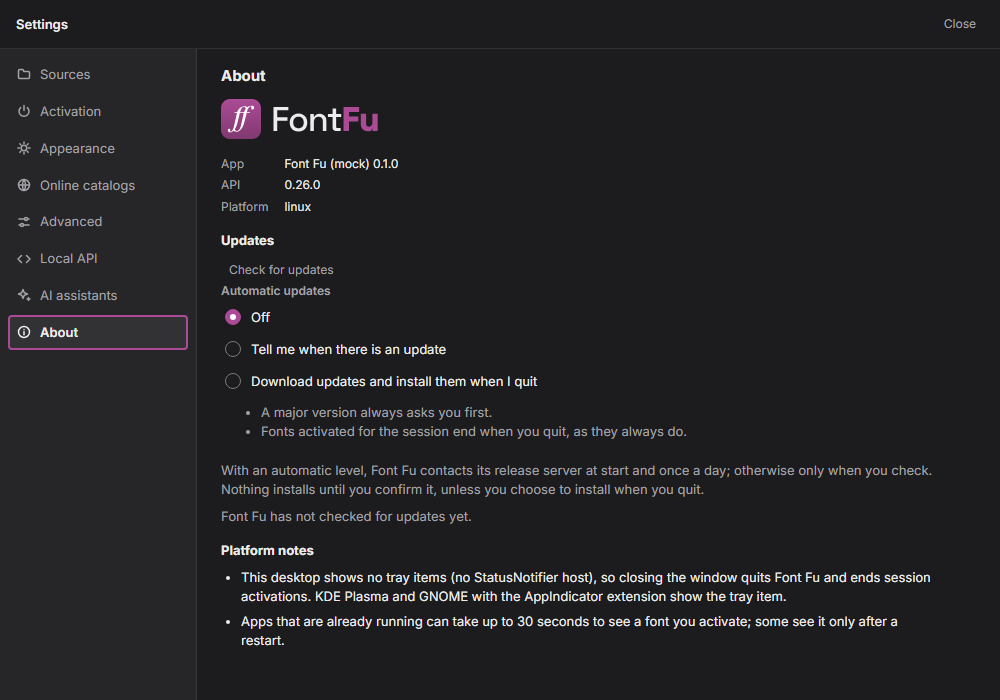 Settings
Close
Sources
Activation
Appearance
Online catalogs
Advanced
Local API
AI assistants
About
About
ff FontFu
App Font Fu (mock) 0.1.0
API 0.26.0
Platform linux
Updates
Check for updates
Automatic updates
Off
Tell me when there is an update
Download updates and install them when I quit
• A major version always asks you first.
• Fonts activated for the session end when you quit, as they always do.
With an automatic level, Font Fu contacts its release server at start and once a day; otherwise only when you check.
Nothing installs until you confirm it, unless you choose to install when you quit.
Font Fu has not checked for updates yet.
Platform notes
• This desktop shows no tray items (no StatusNotifier host), so closing the window quits Font Fu and ends session
activations. KDE Plasma and GNOME with the AppIndicator extension show the tray item.
• Apps that are already running can take up to 30 seconds to see a font you activate; some see it only after a
restart.